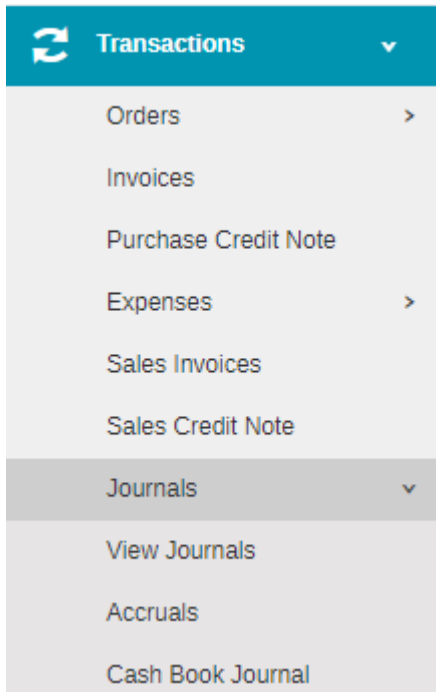 Transactions
Orders
Invoices
Purchase Credit Note
Expenses
Sales Invoices
Sales Credit Note
Journals
View Journals
Accruals
Cash Book Journal